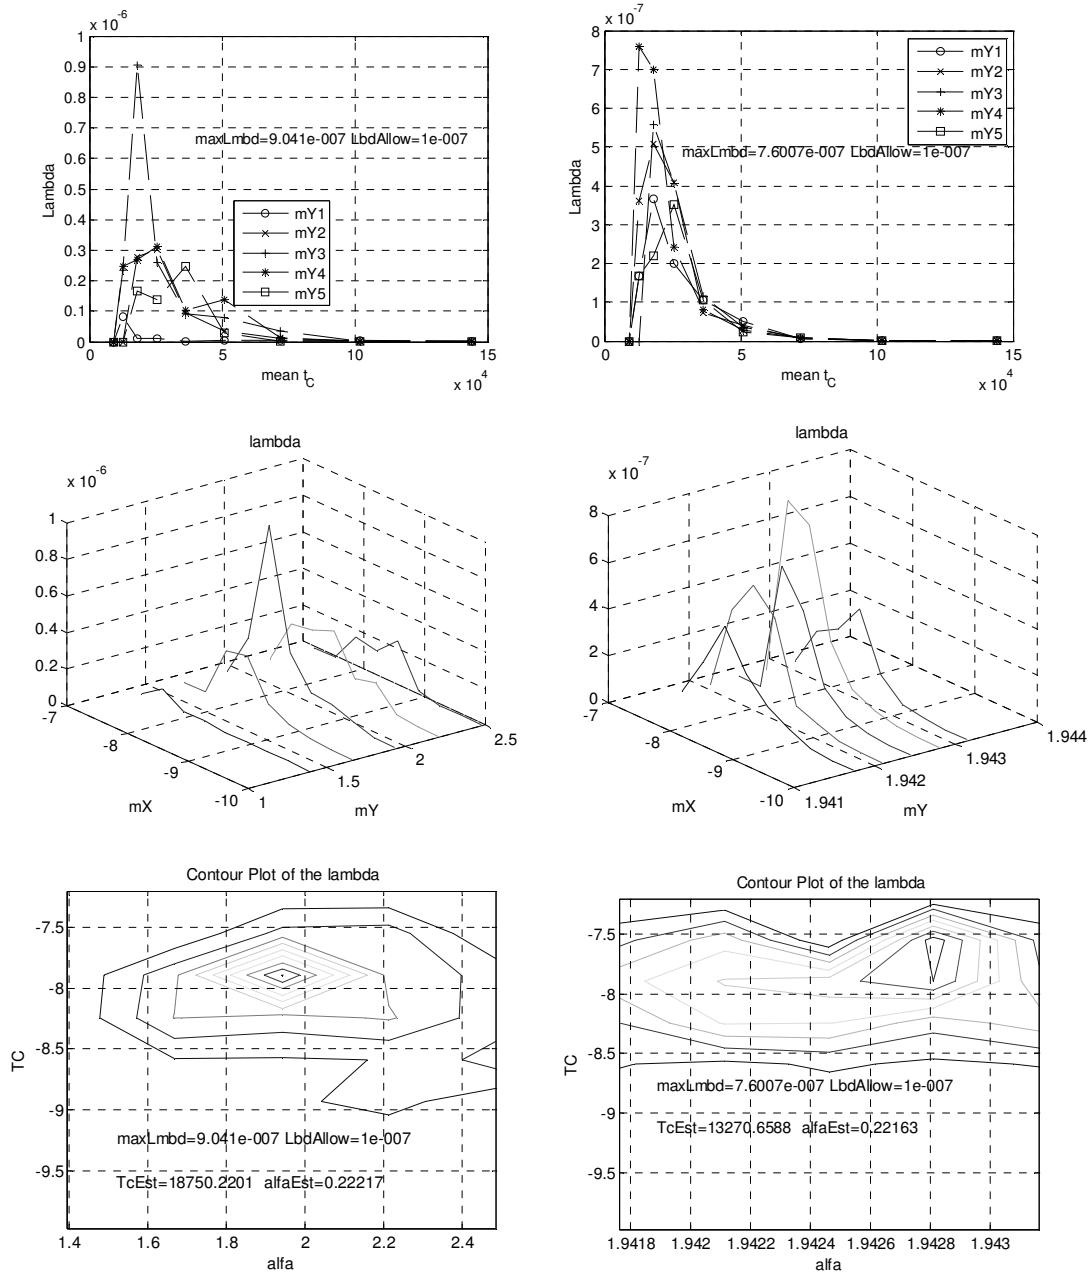 x 10^-6
1
0.9
0.8
0.7
0.6
0.5
0.4
0.3
0.2
0.1
0
Lambda
maxLmbd=9.041e-007 LbdAllow=1e-007
mY1
mY2
mY3
mY4
mY5
0 5 10 15
mean t_C
x 10^4
x 10^-7
8
7
6
5
4
3
2
1
0
Lambda
mY1
mY2
mY3
mY4
mY5
maxLmbd=7.6007e-007 LbdAllow=1e-007
0 5 10 15
mean t_C
x 10^4
lambda
x 10^-6
1
0.8
0.6
0.4
0.2
0
-7
-8
-9
-10
mX
1
1.5
2
2.5
mY
lambda
x 10^-7
8
6
4
2
0
-7
-8
-9
-10
mX
1.941
1.942
1.943
1.944
mY
Contour Plot of the lambda
-7.5
-8
-8.5
-9
-9.5
TC
maxLmbd=9.041e-007 LbdAllow=1e-007
TcEst=18750.2201 alfaEst=0.22217
1.4 1.6 1.8 2 2.2 2.4
alfa
Contour Plot of the lambda
-7.5
-8
-8.5
-9
-9.5
TC
maxLmbd=7.6007e-007 LbdAllow=1e-007
TcEst=13270.6588 alfaEst=0.22163
1.9418 1.942 1.9422 1.9424 1.9426 1.9428 1.943
alfa